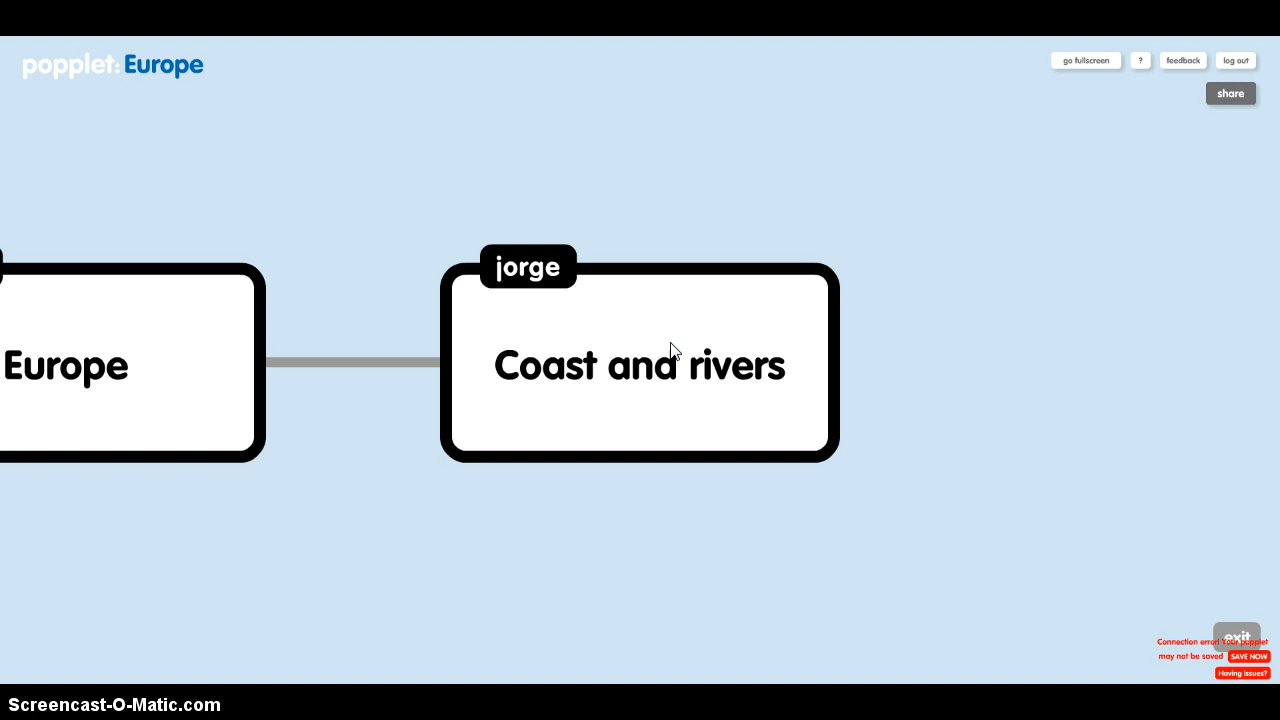 popplet: Europe
go fullscreen ? feedback log out
share
jorge
Europe
Coast and rivers
exit
Connection error! Your popplet
may not be saved SAVE NOW
Having issues?
Screencast-O-Matic.com